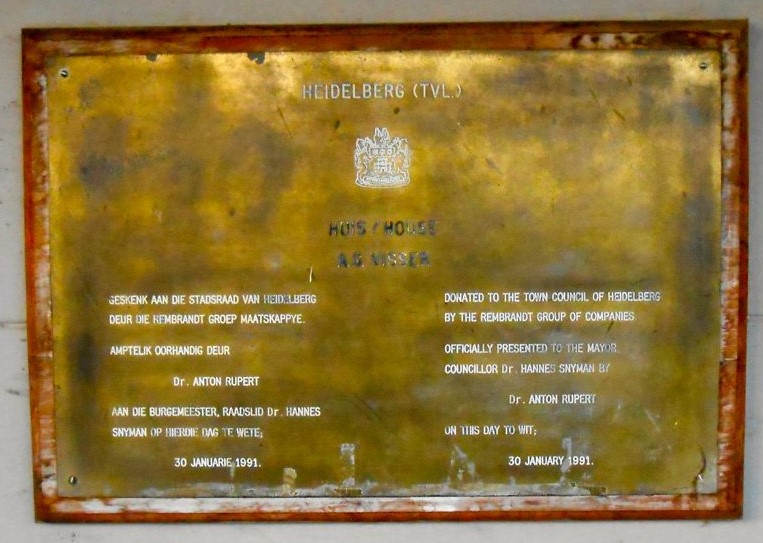 HEIDELBERG (TVL.)
HUIS / HOUSE
A.G. VISSER
GESKENK AAN DIE STADSRAAD VAN HEIDELBERG
DEUR DIE REMBRANDT GROEP MAATSKAPPYE.
AMPTELIK OORHANDIG DEUR
Dr. ANTON RUPERT
AAN DIE BURGEMEESTER, RAADSLID Dr. HANNES
SNYMAN OP HIERDIE DAG TE WETE;
30 JANUARIE 1991.
DONATED TO THE TOWN COUNCIL OF HEIDELBERG
BY THE REMBRANDT GROUP OF COMPANIES
OFFICIALLY PRESENTED TO THE MAYOR
COUNCILLOR Dr. HANNES SNYMAN BY
Dr. ANTON RUPERT
ON THIS DAY TO WIT;
30 JANUARY 1991.